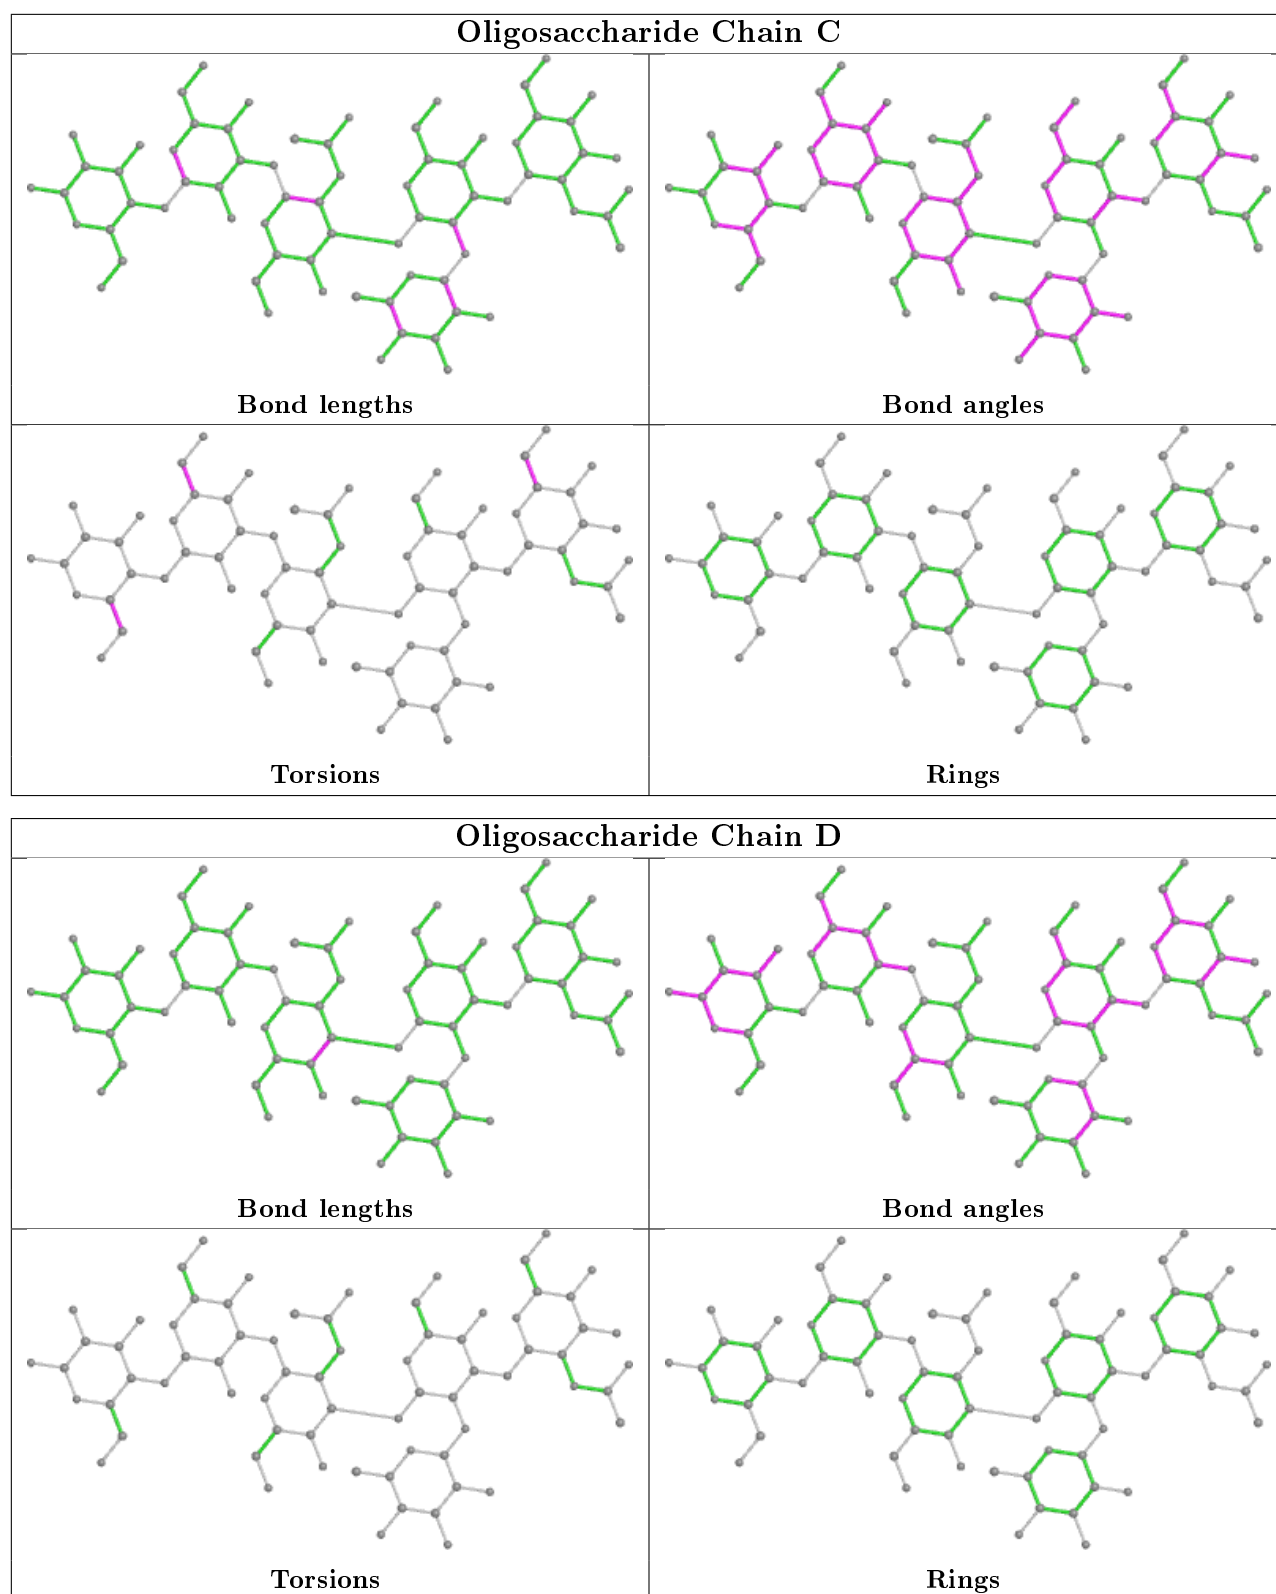 Oligosaccharide Chain C
Bond lengths
Bond angles
Torsions
Rings
Oligosaccharide Chain D
Bond lengths
Bond angles
Torsions
Rings